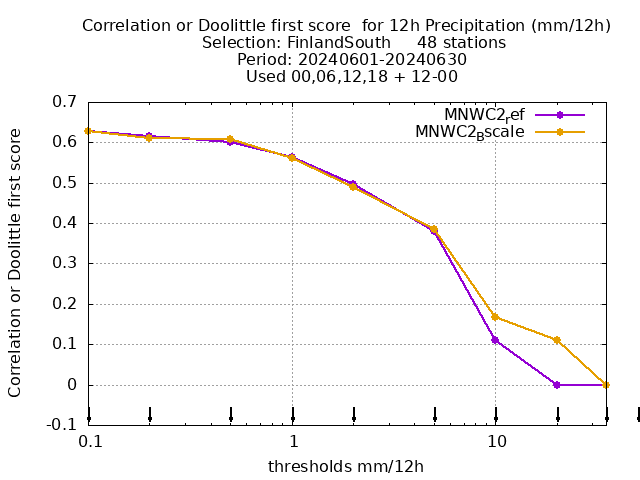 Correlation or Doolittle first score  for 12h Precipitation (mm/12h)
Selection: FinlandSouth     48 stations
Period: 20240601-20240630
Used 00,06,12,18 + 12-00
MNWC2ref
MNWC2Bscale
Correlation or Doolittle first score
0.7
0.6
0.5
0.4
0.3
0.2
0.1
0
-0.1
0.1
1
10
thresholds mm/12h